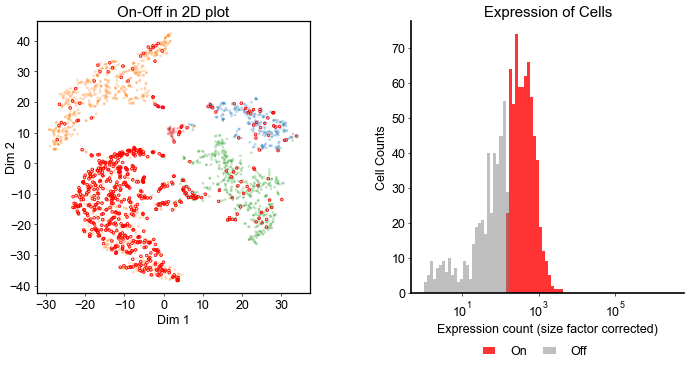 On-Off in 2D plot
40
30
20
10
0
−10
−20
−30
−40
Dim 2
−30 −20 −10 0 10 20 30
Dim 1
Expression of Cells
70
60
50
40
30
20
10
0
Cell Counts
10¹ 10³ 10⁵
Expression count (size factor corrected)
On Off